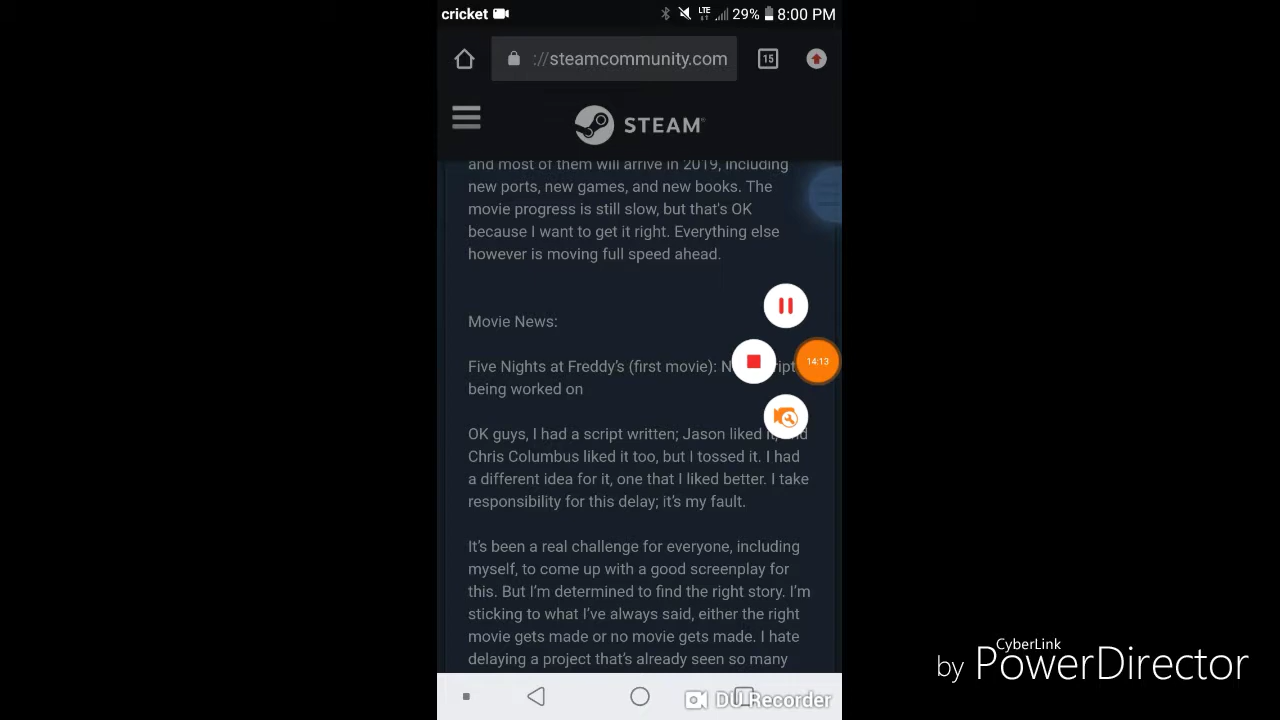 cricket
LTE
29%
8:00 PM
://steamcommunity.com
15
STEAM
and most of them will arrive in 2019, including
new ports, new games, and new books. The
movie progress is still slow, but that's OK
because I want to get it right. Everything else
however is moving full speed ahead.
Movie News:
Five Nights at Freddy's (first movie): N ript
being worked on
14:13
OK guys, I had a script written; Jason liked it, and
Chris Columbus liked it too, but I tossed it. I had
a different idea for it, one that I liked better. I take
responsibility for this delay; it's my fault.
It's been a real challenge for everyone, including
myself, to come up with a good screenplay for
this. But I'm determined to find the right story. I'm
sticking to what I've always said, either the right
movie gets made or no movie gets made. I hate
delaying a project that's already seen so many
DU Recorder
CyberLink
by PowerDirector